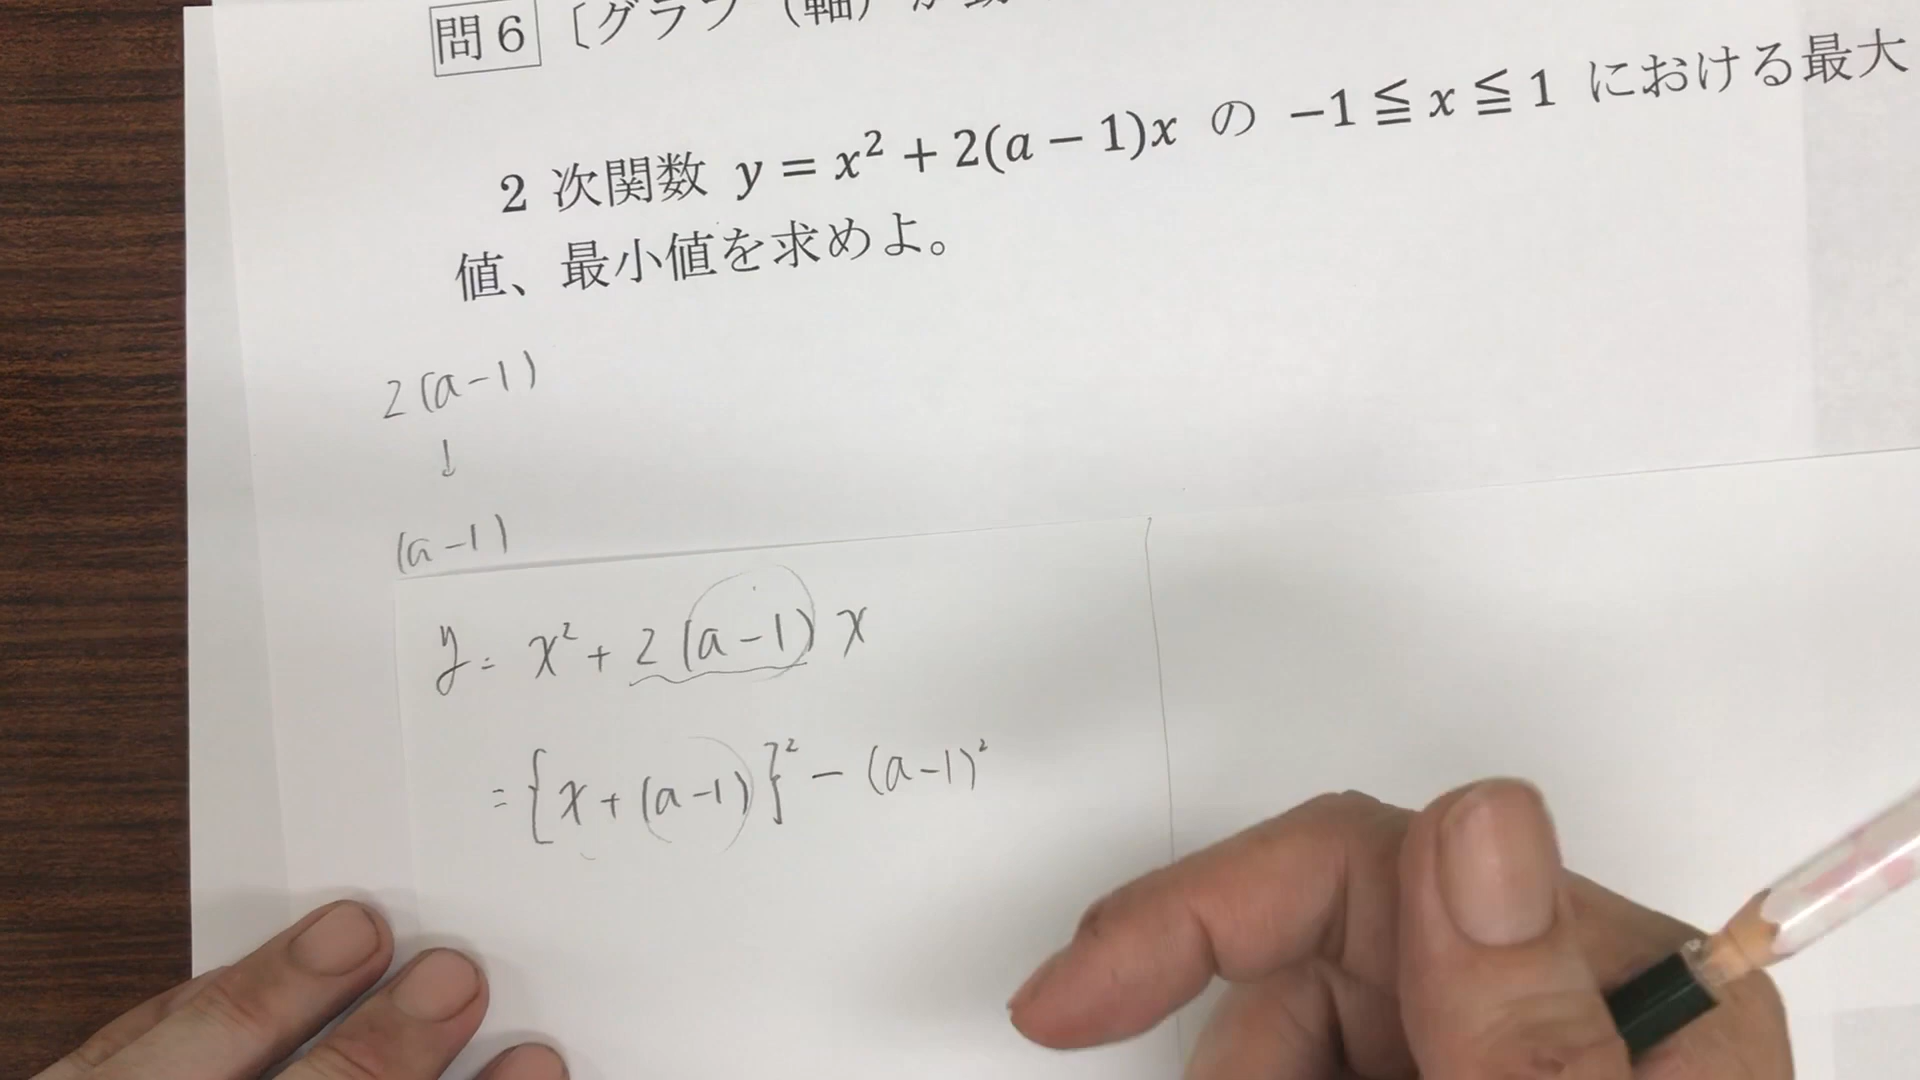 問6 〔グラフ（軸）が
2 次関数 y = x² + 2(a − 1)x の −1 ≦ x ≦ 1 における最大
値、最小値を求めよ。
2(a-1)
↓
(a-1)
y = x² + 2(a-1)x
= {x+(a-1)}² - (a-1)²